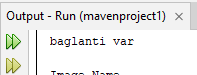 Output - Run (mavenproject1) ×
baglanti var
Image Name